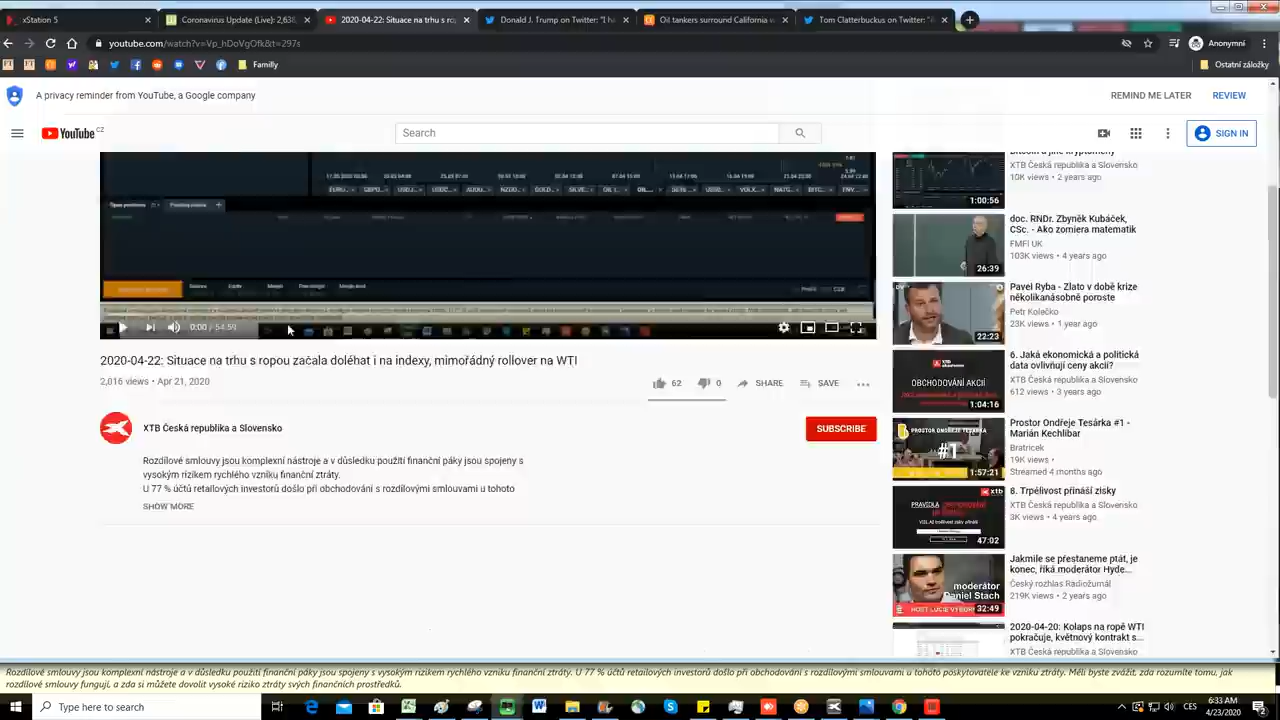 xStation 5
Coronavirus Update (Live): 2,638,
2020-04-22: Situace na trhu s rop
Donald J. Trump on Twitter: "I h
Oil tankers surround California w
Tom Clatterbuckus on Twitter: "
youtube.com/watch?v=Vp_hDoVgOfk&t=297s
Anonymní
Familly
Ostatní záložky
A privacy reminder from YouTube, a Google company
REMIND ME LATER
REVIEW
YouTube CZ
Search
SIGN IN
XTB Česká republika a Slovensko
10K views • 2 years ago
1:00:56
doc. RNDr. Zbyněk Kubáček,
CSc. - Ako zomiera matematik
FMFI UK
103K views • 4 years ago
26:39
Pavel Ryba - Zlato v době krize
několikanásobně poroste
Petr Kolečko
23K views • 1 year ago
22:23
0:00 / 54:59
2020-04-22: Situace na trhu s ropou začala doléhat i na indexy, mimořádný rollover na WTI
2,016 views • Apr 21, 2020
62
0
SHARE
SAVE
6. Jaká ekonomická a politická
data ovlivňují ceny akcií?
XTB Česká republika a Slovensko
612 views • 3 years ago
OBCHODOVÁNÍ AKCIÍ
1:04:16
XTB Česká republika a Slovensko
SUBSCRIBE
Rozdílové smlouvy jsou komplexní nástroje a v důsledku použití finanční páky jsou spojeny s
vysokým rizikem rychlého vzniku finanční ztráty.
U 77 % účtů retailových investorů došlo při obchodování s rozdílovými smlouvami u tohoto
SHOW MORE
Prostor Ondřeje Tesárka #1 -
Marián Kechlibar
Bratricek
19K views •
Streamed 4 months ago
PROSTOR ONDŘEJE TESÁRKA
#1
1:57:21
8. Trpělivost přináší zisky
XTB Česká republika a Slovensko
3K views • 4 years ago
xtb
PRAVIDLA
47:02
Jakmile se přestaneme ptát, je
konec, říká moderátor Hyde...
Český rozhlas Radiožurnál
219K views • 2 years ago
moderátor
Daniel Stach
32:49
2020-04-20: Kolaps na ropě WTI
pokračuje, květnový kontrakt s...
XTB Česká republika a Slovensko
Rozdílové smlouvy jsou komplexní nástroje a v důsledku použití finanční páky jsou spojeny s vysokým rizikem rychlého vzniku finanční ztráty. U 77 % účtů retailových investorů došlo při obchodování s rozdílovými smlouvami u tohoto poskytovatele ke vzniku ztráty. Měli byste zvážit, zda rozumíte tomu, jak
rozdílové smlouvy fungují, a zda si můžete dovolit vysoké riziko ztráty svých finančních prostředků.
Type here to search
CES
6:33 AM
4/23/2020